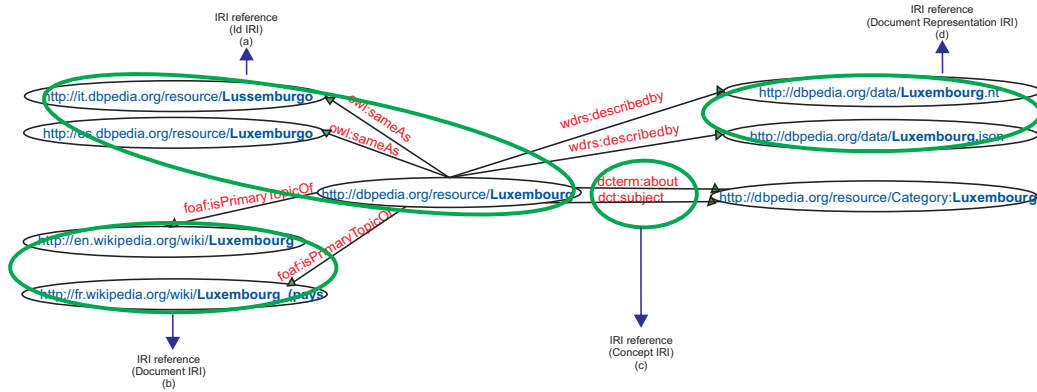 IRI reference
(Id IRI)
(a)
IRI reference
(Document Representation IRI)
(d)
http://it.dbpedia.org/resource/Lussemburgo
owl:sameAs
http://es.dbpedia.org/resource/Luxemburgo
owl:sameAs
wdrs:describedby
http://dbpedia.org/data/Luxembourg.nt
wdrs:describedby
http://dbpedia.org/data/Luxembourg.json
http://dbpedia.org/resource/Luxembourg
dcterm:about
dct:subject
http://dbpedia.org/resource/Category:Luxembourg
foaf:isPrimaryTopicOf
http://en.wikipedia.org/wiki/Luxembourg
foaf:isPrimaryTopicOf
http://fr.wikipedia.org/wiki/Luxembourg_(pays
IRI reference
(Document IRI)
(b)
IRI reference
(Concept IRI)
(c)